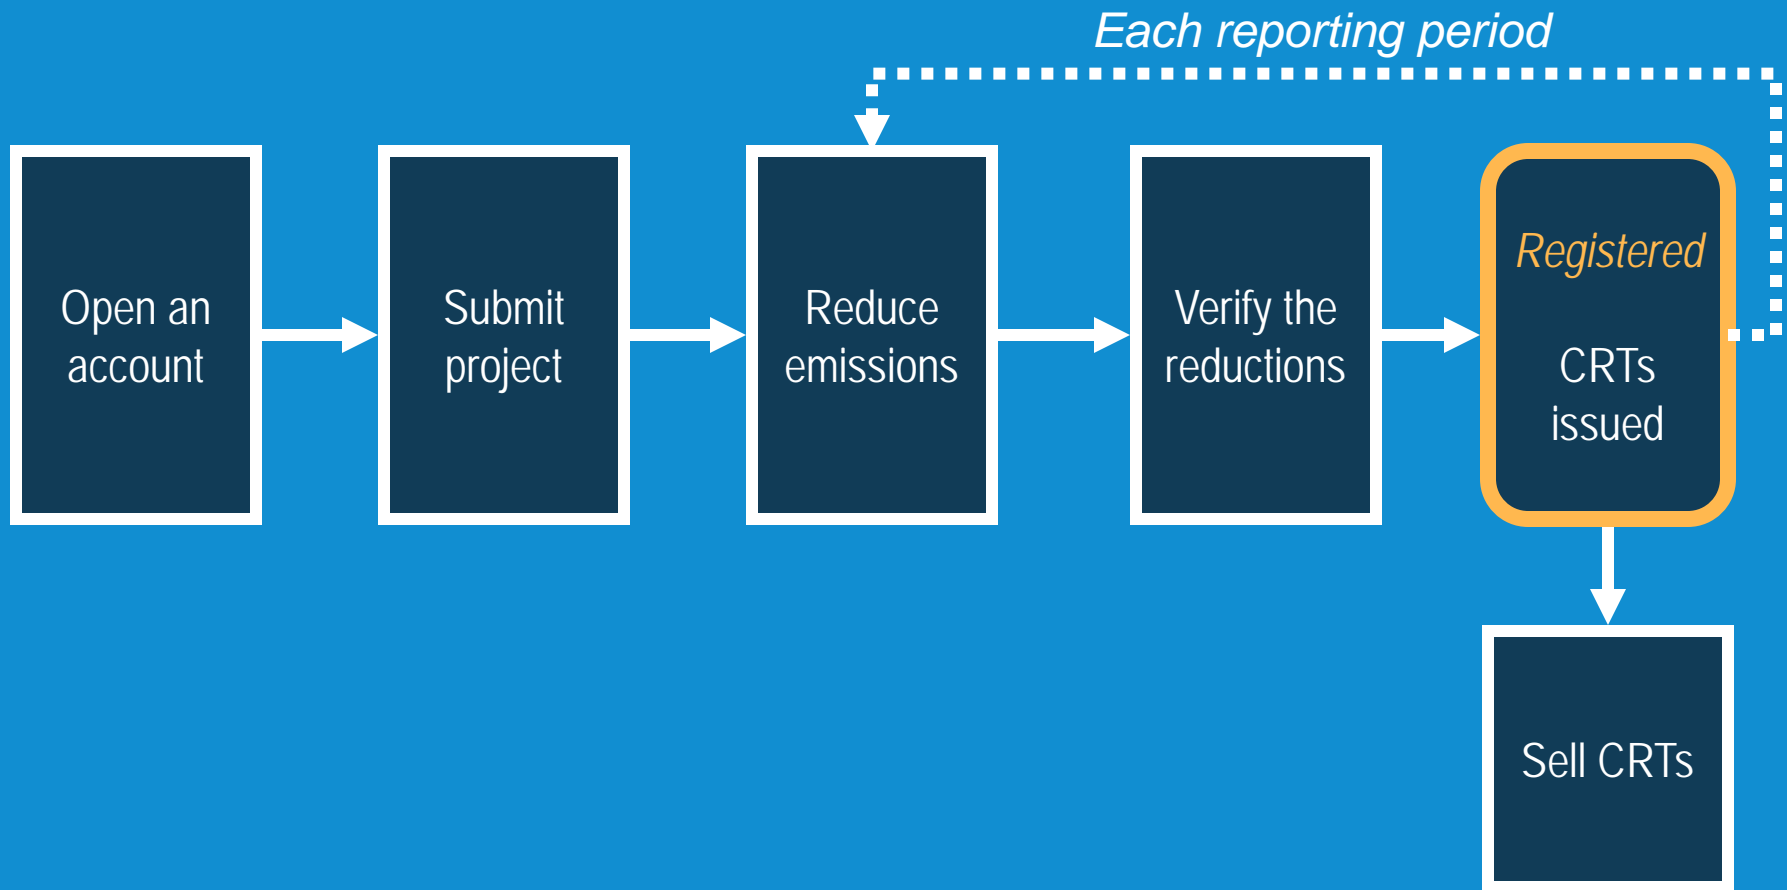 Each reporting period
Open an
account
Submit
project
Reduce
emissions
Verify the
reductions
Registered
CRTs
issued
Sell CRTs